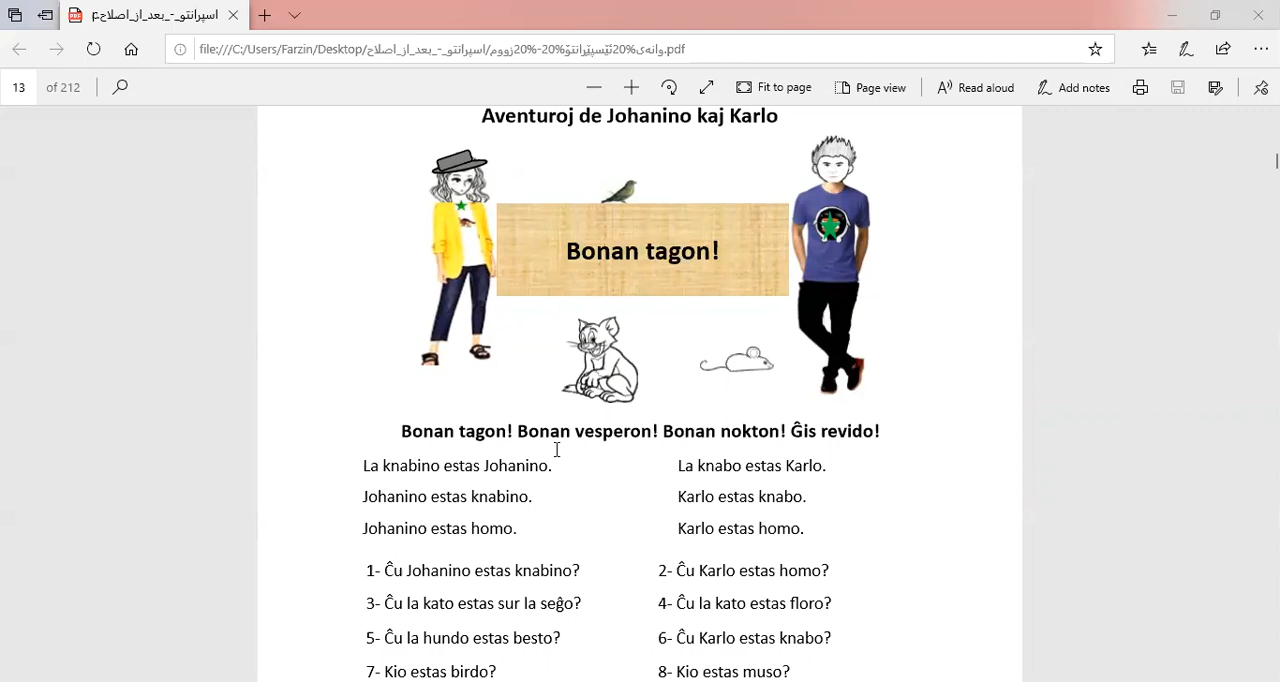 اسپرانتو_-_بعد_از_اصلاح.p
file:///C:/Users/Farzin/Desktop/وانەی%20ئێسپێرانتۆ%20-%20زووم/اسپرانتو_-_بعد_از_اصلاح.pdf
13 of 212 Fit to page Page view Read aloud Add notes
Aventuroj de Johanino kaj Karlo
Bonan tagon!
Bonan tagon! Bonan vesperon! Bonan nokton! Ĝis revido!
La knabino estas Johanino. La knabo estas Karlo.
Johanino estas knabino. Karlo estas knabo.
Johanino estas homo. Karlo estas homo.
1- Ĉu Johanino estas knabino? 2- Ĉu Karlo estas homo?
3- Ĉu la kato estas sur la seĝo? 4- Ĉu la kato estas floro?
5- Ĉu la hundo estas besto? 6- Ĉu Karlo estas knabo?
7- Kio estas birdo? 8- Kio estas muso?